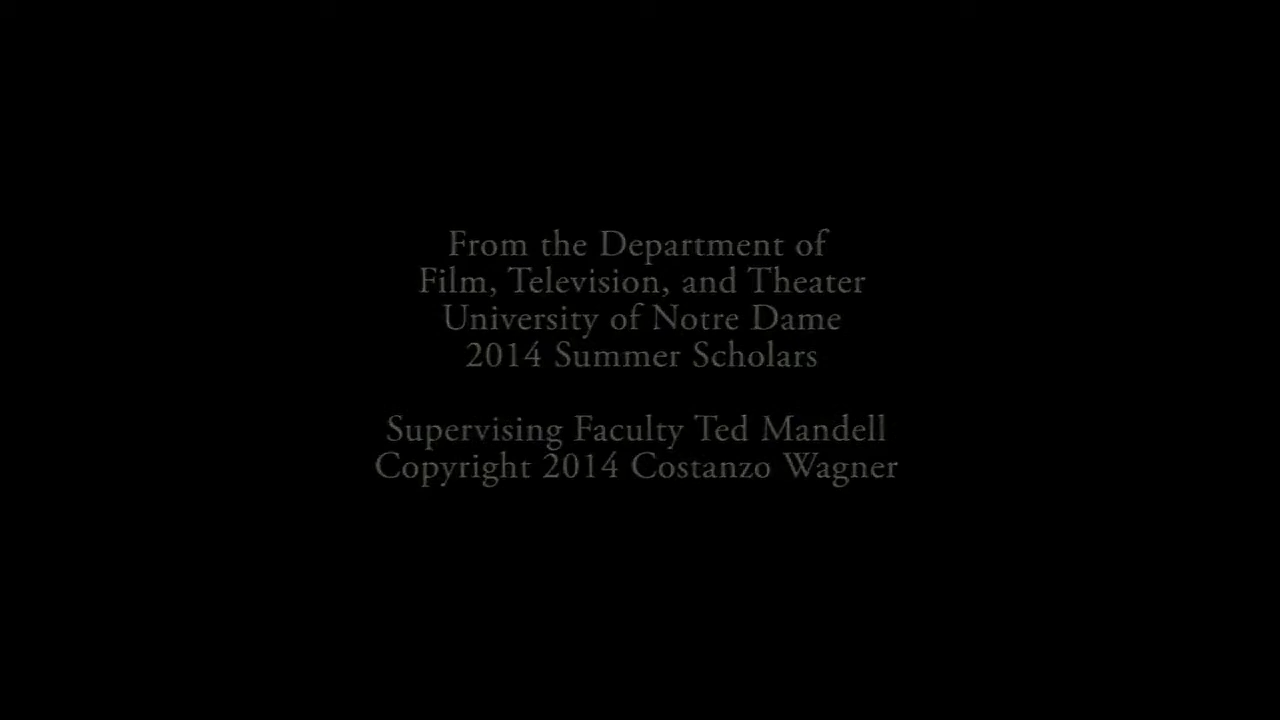 From the Department of
Film, Television, and Theater
University of Notre Dame
2014 Summer Scholars
Supervising Faculty Ted Mandell
Copyright 2014 Costanzo Wagner